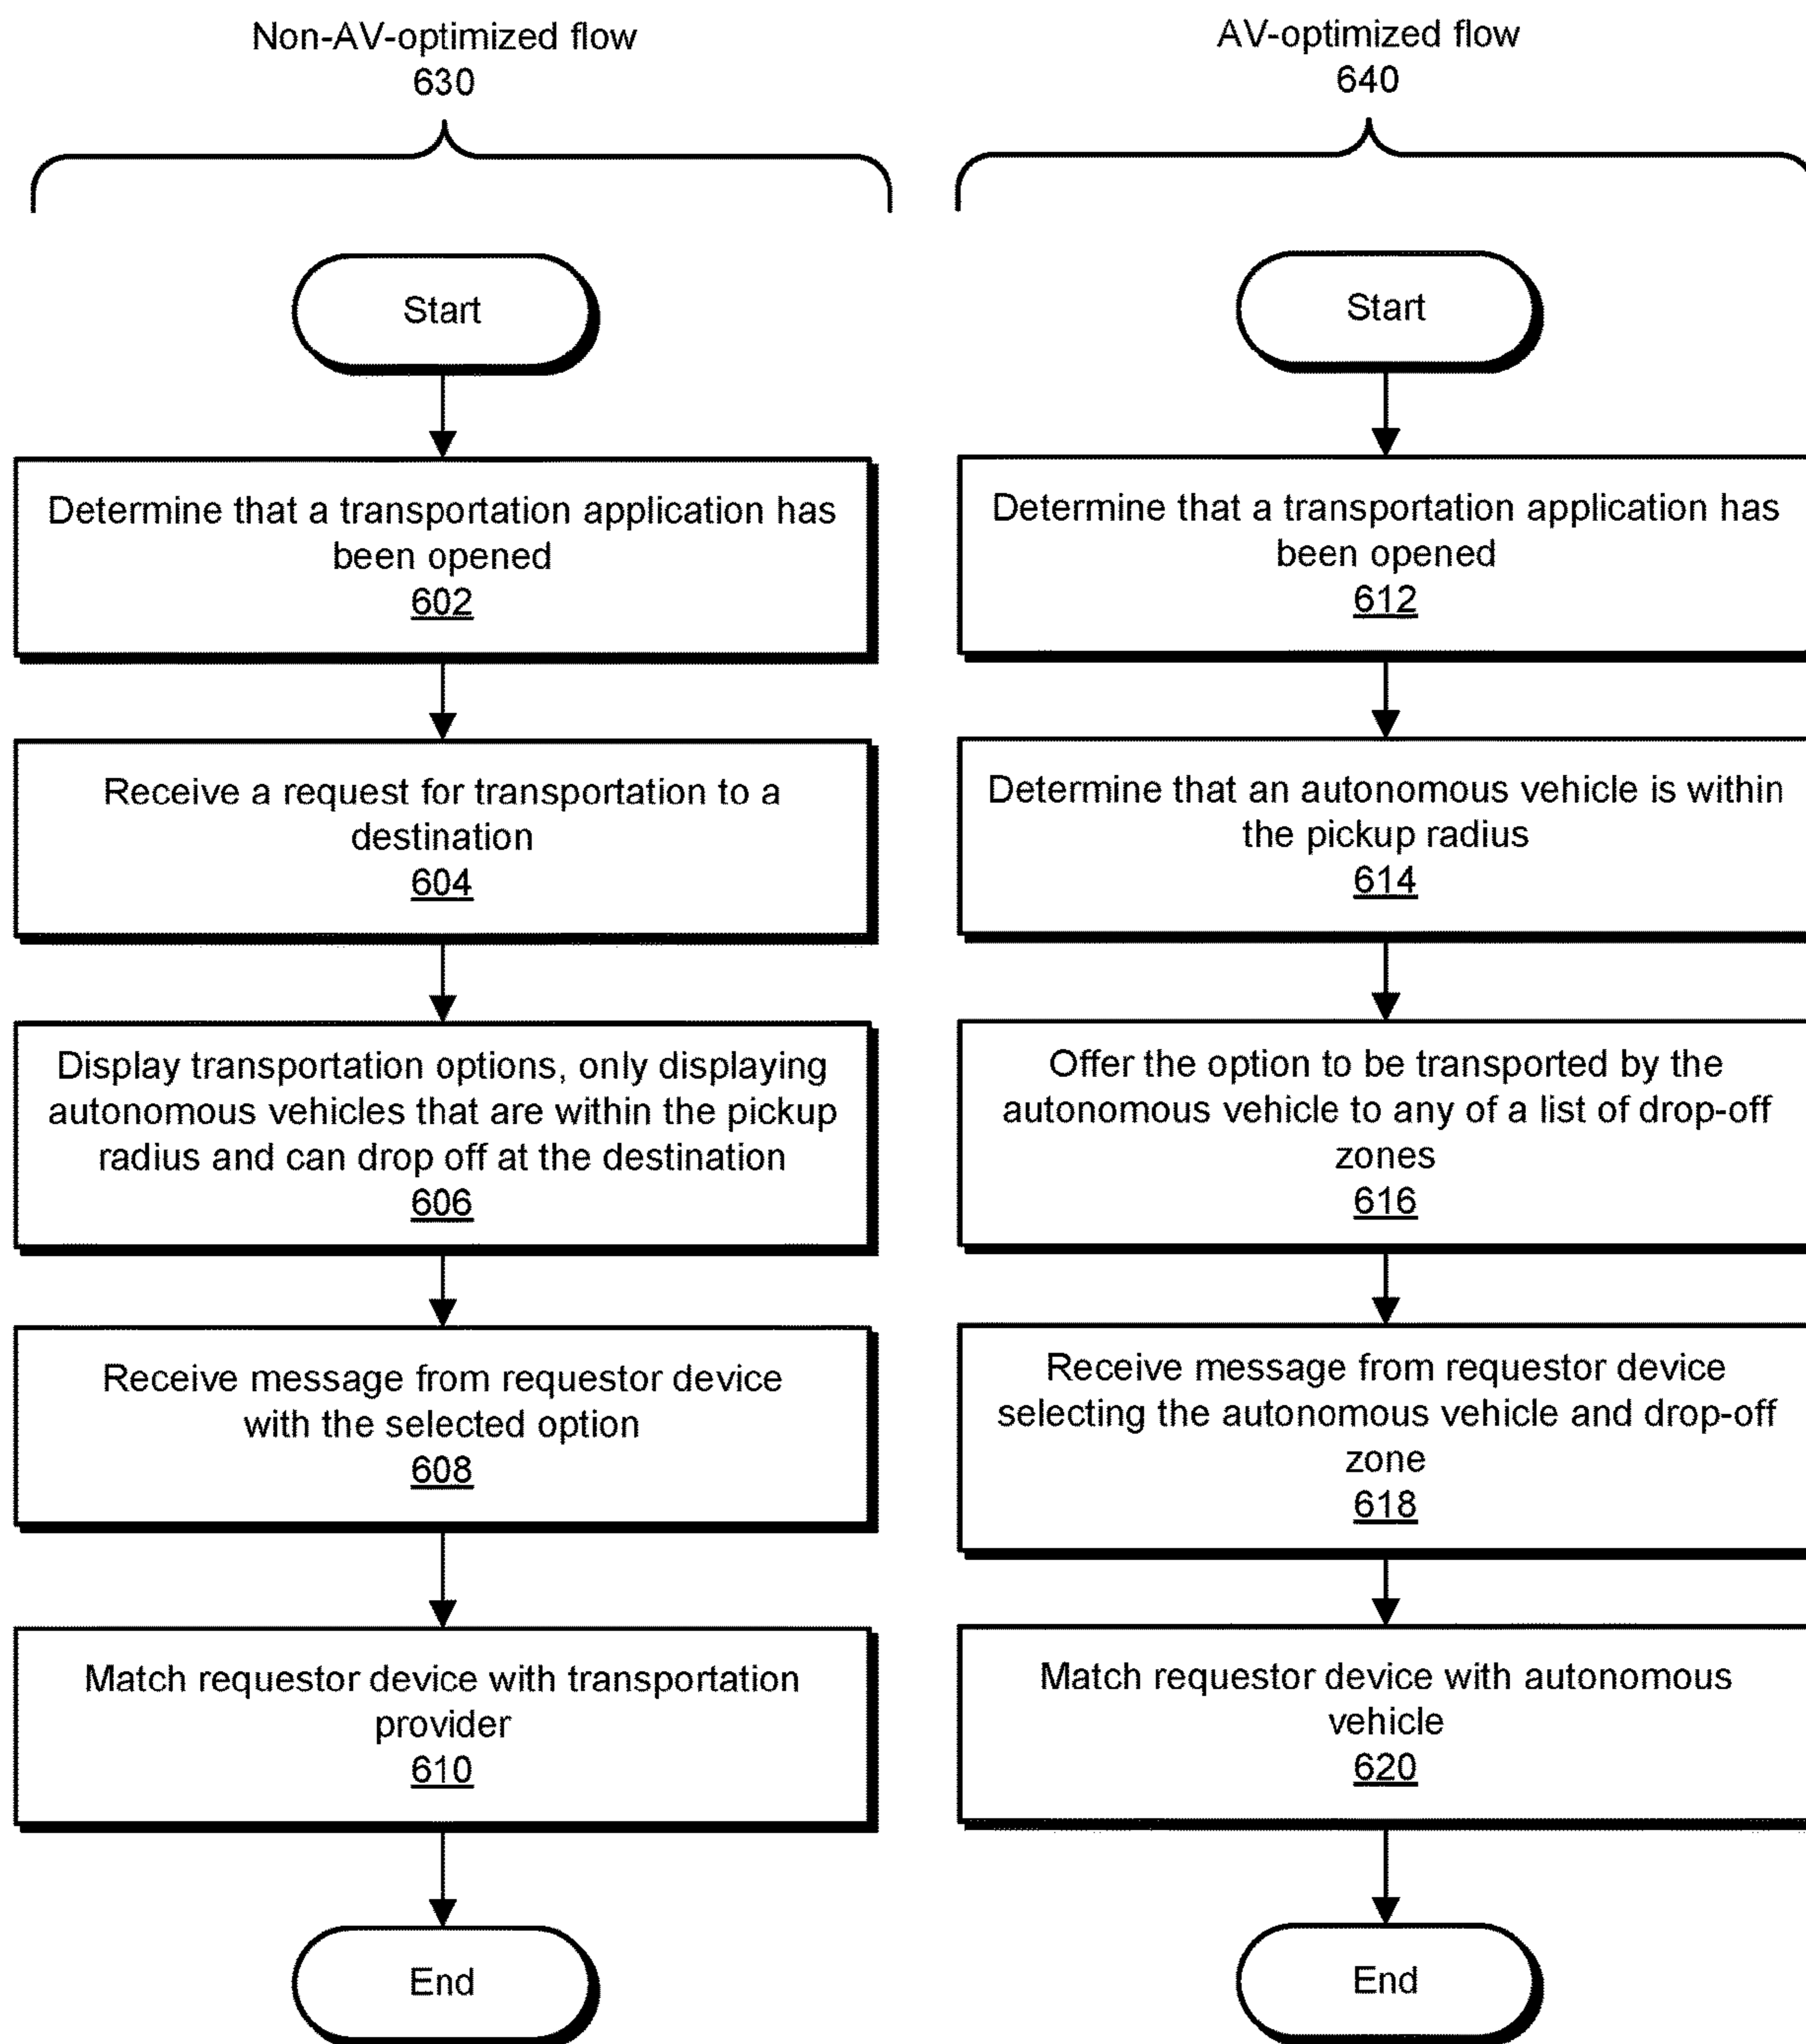 Non-AV-optimized flow
630
Start
Determine that a transportation application has
been opened
602
Receive a request for transportation to a
destination
604
Display transportation options, only displaying
autonomous vehicles that are within the pickup
radius and can drop off at the destination
606
Receive message from requestor device
with the selected option
608
Match requestor device with transportation
provider
610
End
AV-optimized flow
640
Start
Determine that a transportation application has
been opened
612
Determine that an autonomous vehicle is within
the pickup radius
614
Offer the option to be transported by the
autonomous vehicle to any of a list of drop-off
zones
616
Receive message from requestor device
selecting the autonomous vehicle and drop-off
zone
618
Match requestor device with autonomous
vehicle
620
End